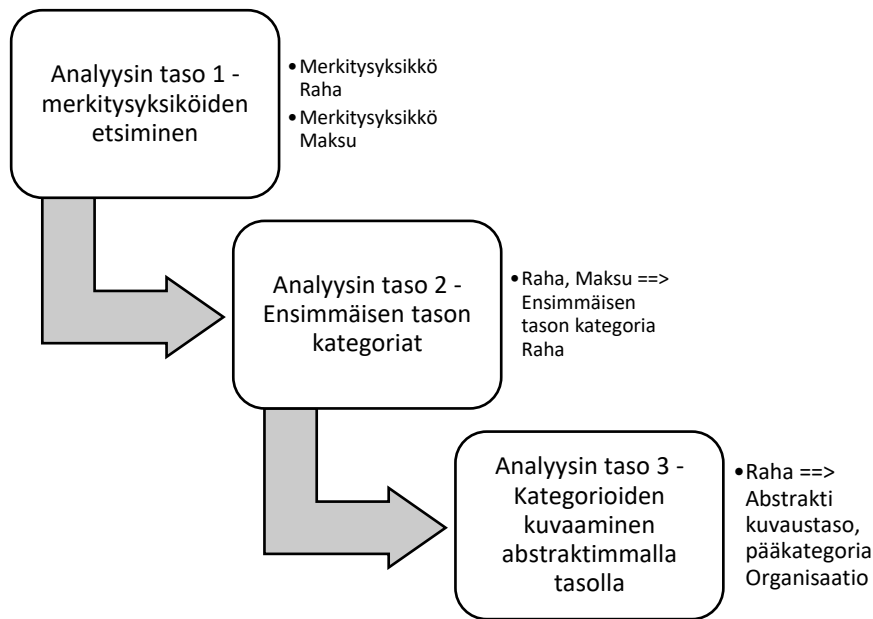 Analyysin taso 1 -
merkitysyksiköiden
etsiminen
•Merkitysyksikkö
Raha
•Merkitysyksikkö
Maksu
Analyysin taso 2 -
Ensimmäisen tason
kategoriat
•Raha, Maksu ==>
Ensimmäisen
tason kategoria
Raha
Analyysin taso 3 -
Kategorioiden
kuvaaminen
abstraktimmalla
tasolla
•Raha ==>
Abstrakti
kuvaustaso,
pääkategoria
Organisaatio